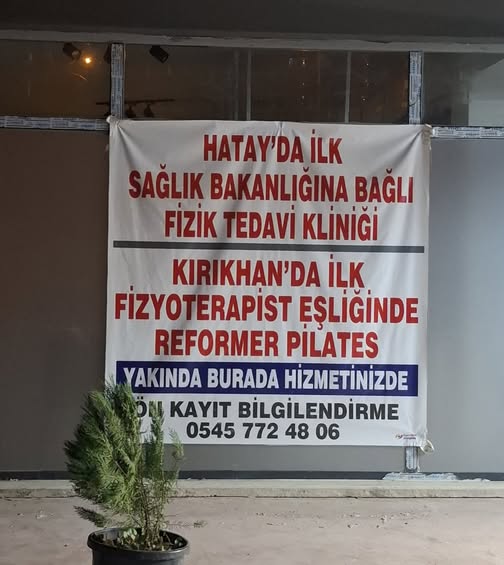 HATAY'DA İLK
SAĞLIK BAKANLIĞINA BAĞLI
FİZİK TEDAVİ KLİNİĞİ
KIRIKHAN'DA İLK
FİZYOTERAPİST EŞLİĞİNDE
REFORMER PİLATES
YAKINDA BURADA HİZMETİNİZDE
ÖN KAYIT BİLGİLENDİRME
0545 772 48 06